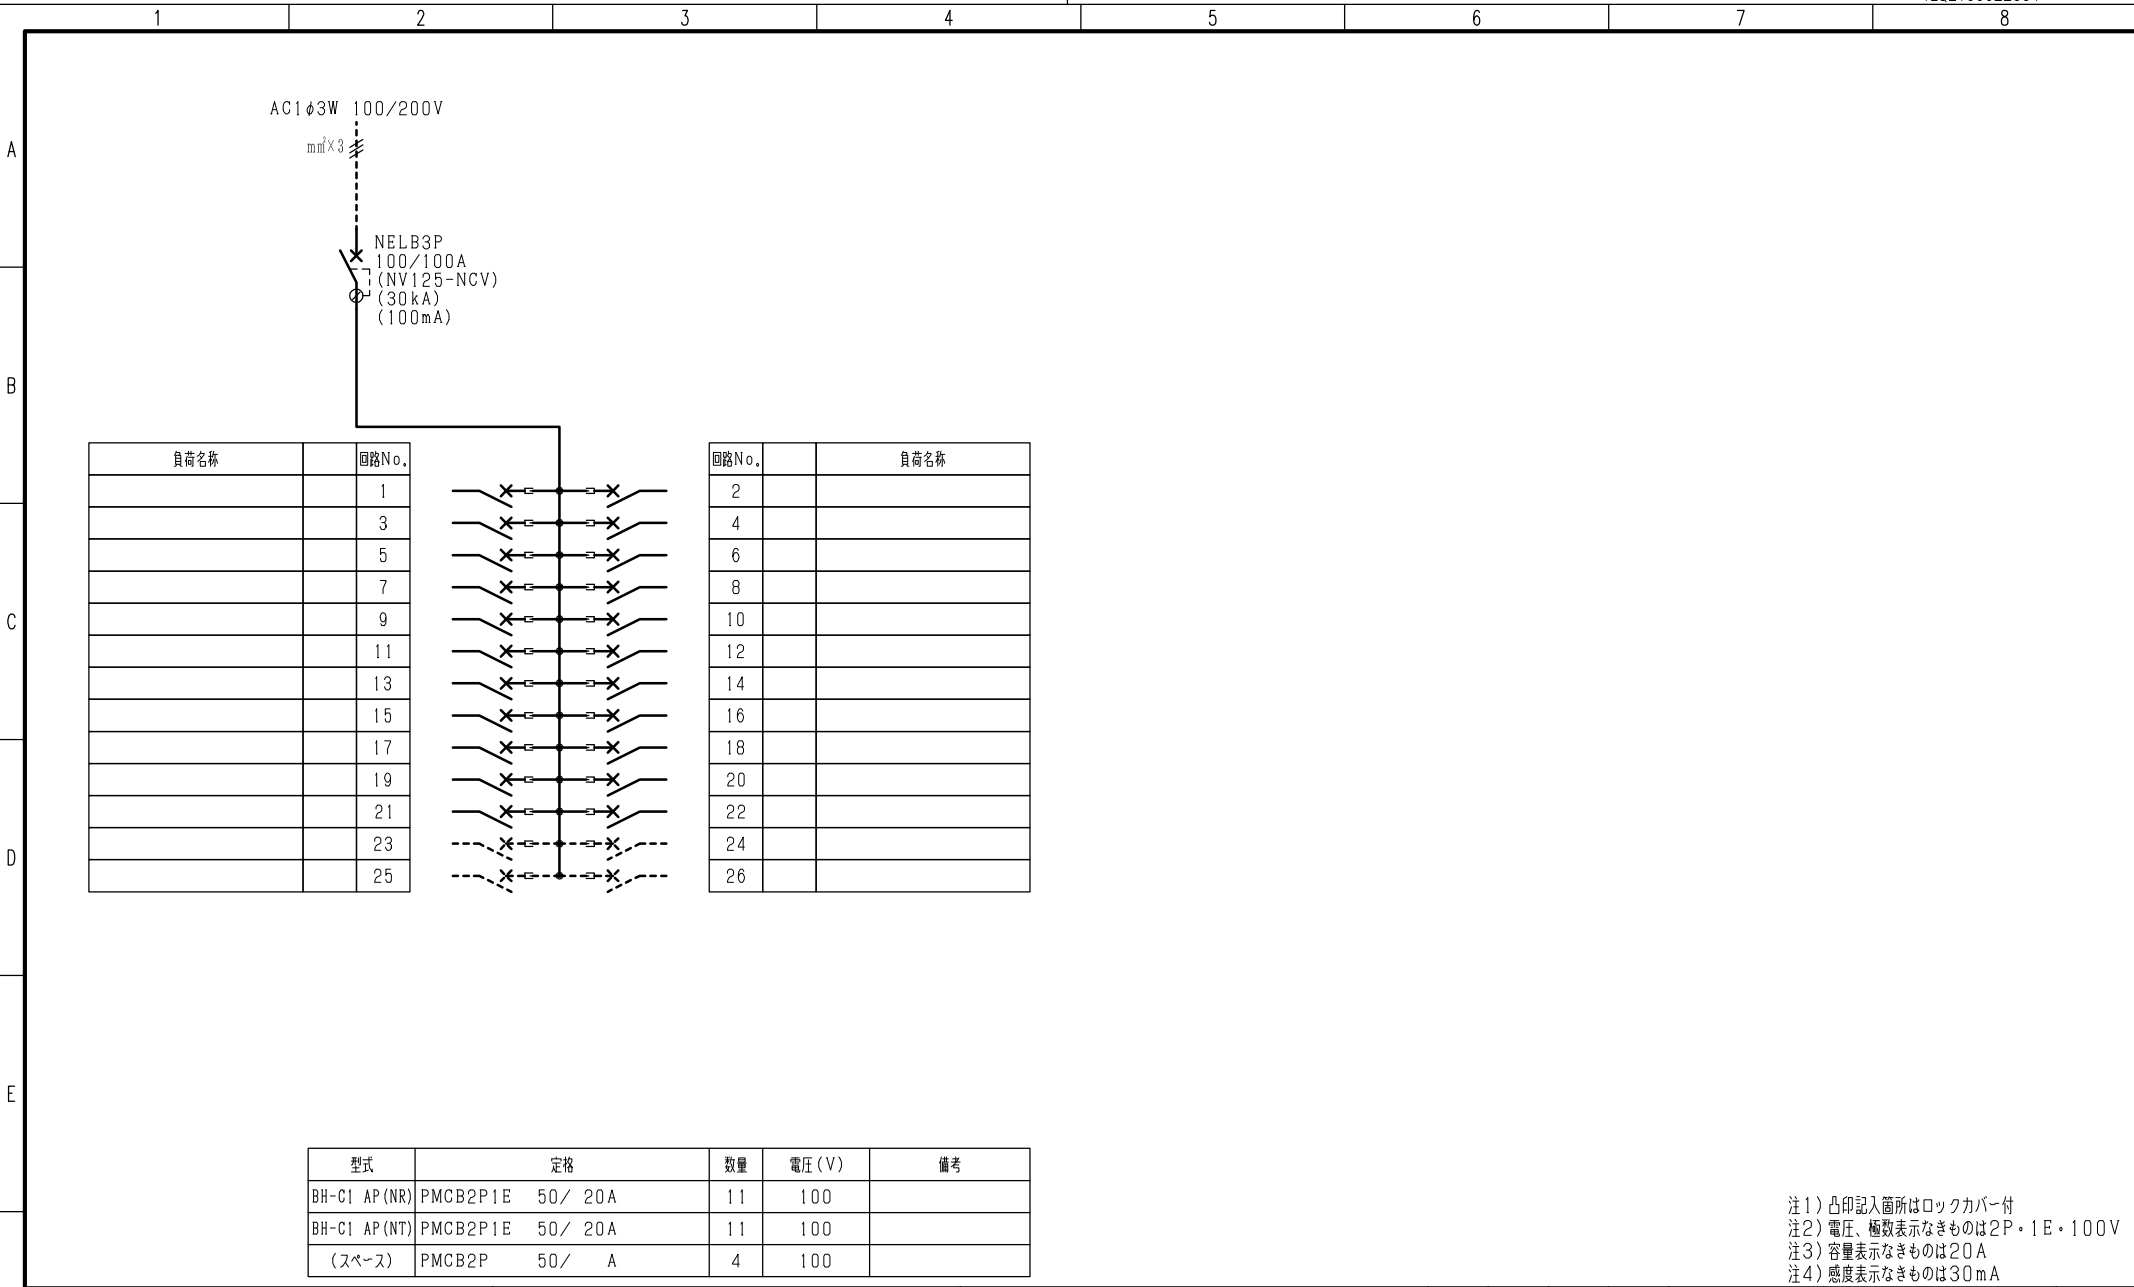 1 2 3 4 5 6 7 8
A
B
C
D
E
AC1φ3W 100/200V
mm²×3
NELB3P
100/100A
(NV125-NCV)
(30kA)
(100mA)
負荷名称 回路No. 回路No. 負荷名称
1 2
3 4
5 6
7 8
9 10
11 12
13 14
15 16
17 18
19 20
21 22
23 24
25 26
型式 定格 数量 電圧(V) 備考
BH-C1 AP(NR) PMCB2P1E 50/ 20A 11 100
BH-C1 AP(NT) PMCB2P1E 50/ 20A 11 100
(スペース) PMCB2P 50/ A 4 100
注1)凸印記入箇所はロックカバー付
注2)電圧、極数表示なきものは2P・1E・100V
注3)容量表示なきものは20A
注4)感度表示なきものは30mA